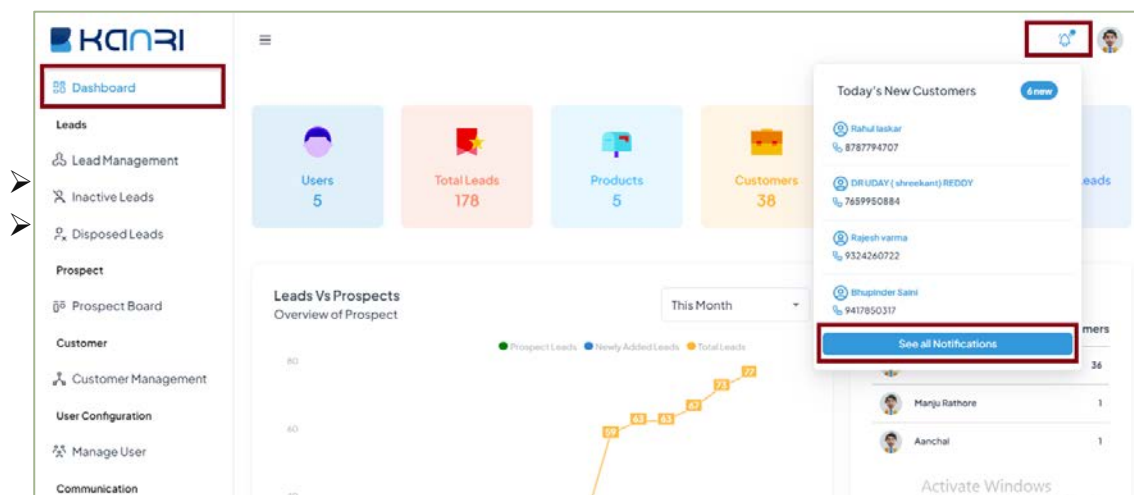 KANRI
Dashboard
Leads
Lead Management
Inactive Leads
Disposed Leads
Prospect
Prospect Board
Customer
Customer Management
User Configuration
Manage User
Communication
Users
5
Total Leads
178
Products
5
Customers
38
Leads
Today's New Customers
6 new
Rahul laskar
8787794707
DR UDAY ( shreekant) REDDY
7659950884
Rajesh varma
9324260722
Bhupinder Saini
9417850317
See all Notifications
Leads Vs Prospects
Overview of Prospect
This Month
Prospect Leads Newly Added Leads Total Leads
80
77
73
67
63 63
59
60
mers
36
Manju Rathore 1
Aanchal 1
Activate Windows